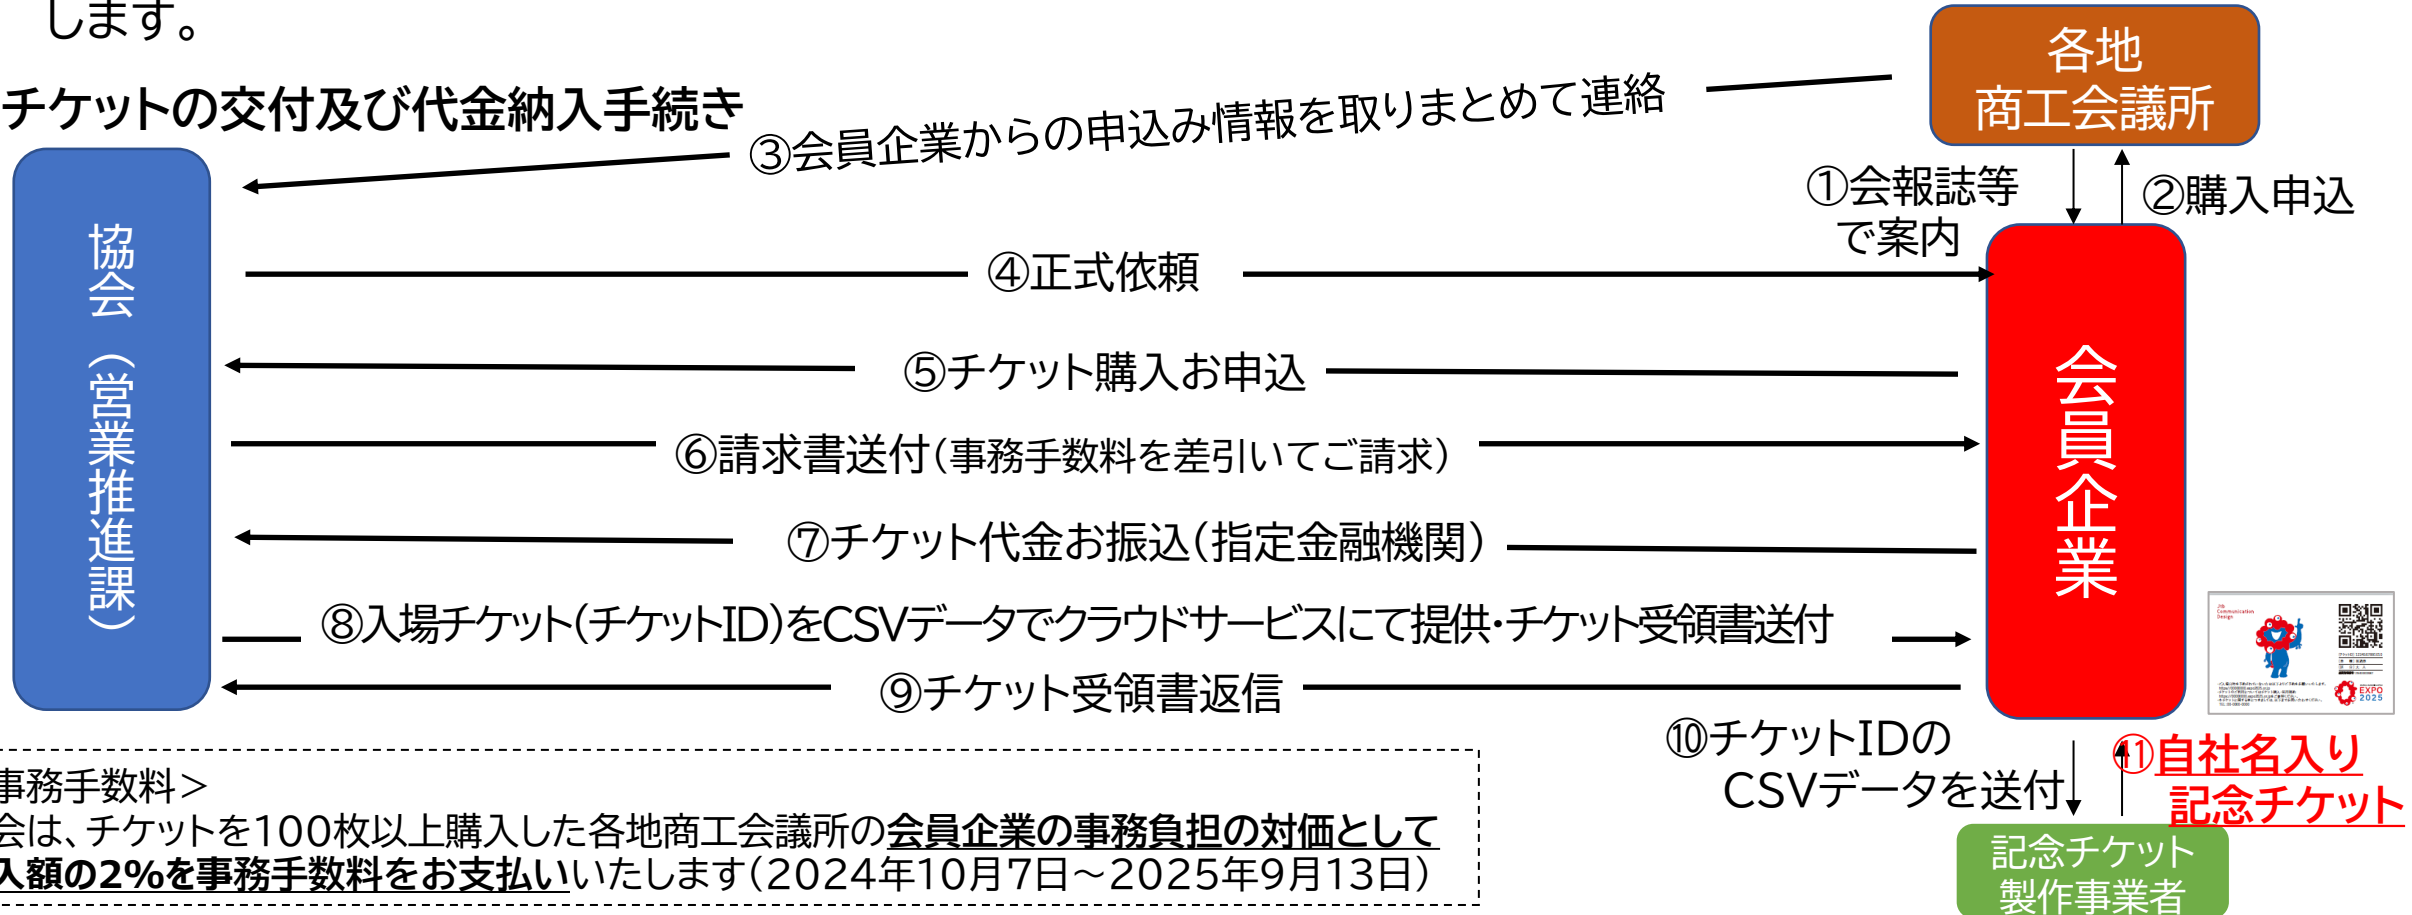 します。
チケットの交付及び代金納入手続き
各地
商工会議所
③会員企業からの申込み情報を取りまとめて連絡
①会報誌等
で案内
②購入申込
協会（営業推進課）
④正式依頼
会員企業
⑤チケット購入お申込
⑥請求書送付（事務手数料を差引いてご請求）
⑦チケット代金お振込（指定金融機関）
⑧入場チケット（チケットID）をCSVデータでクラウドサービスにて提供・チケット受領書送付
⑨チケット受領書返信
Communication
Design
EXPO
2025
⑩チケットIDの
CSVデータを送付
⑪自社名入り
記念チケット
記念チケット
製作事業者
事務手数料＞
会は、チケットを100枚以上購入した各地商工会議所の会員企業の事務負担の対価として
入額の2%を事務手数料をお支払いいたします（2024年10月7日～2025年9月13日）